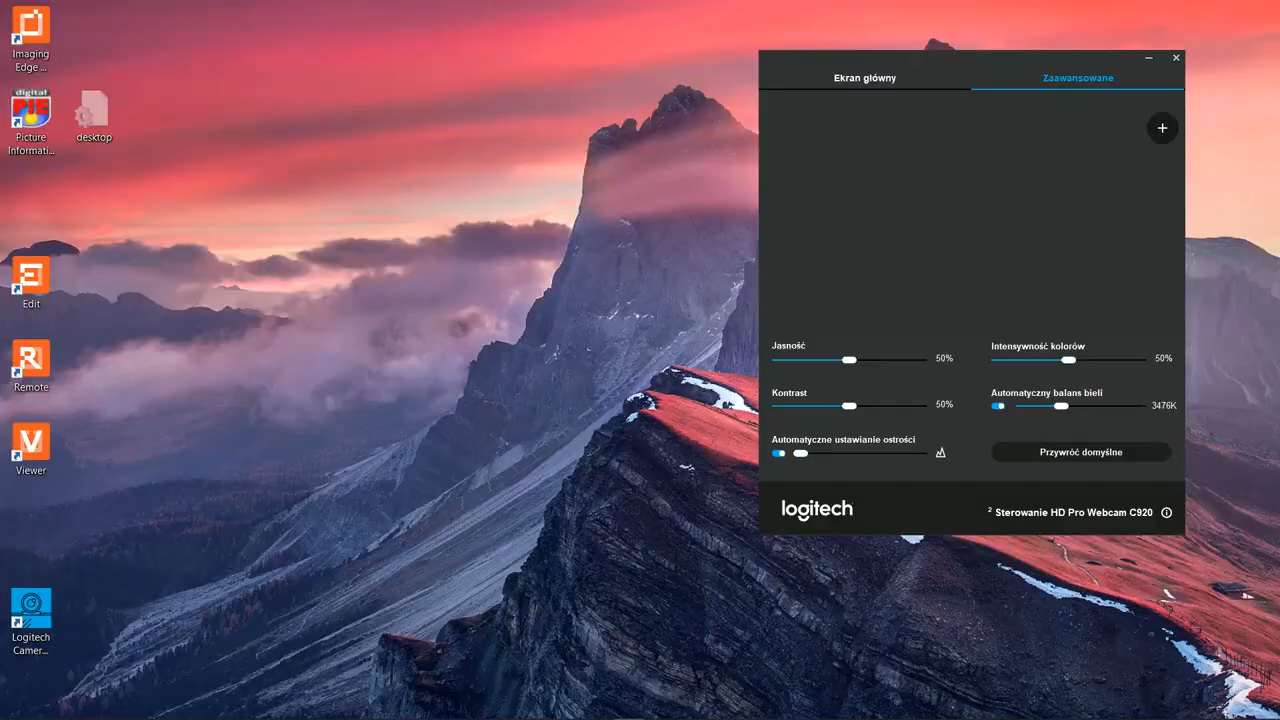 Imaging
Edge ...
digital
PIE
Picture
Informati...
desktop
Edit
Remote
Viewer
Logitech
Camer...
Ekran główny
Zaawansowane
Jasność
50%
Intensywność kolorów
50%
Kontrast
50%
Automatyczny balans bieli
3476K
Automatyczne ustawianie ostrości
Przywróć domyślne
logitech
2 Sterowanie HD Pro Webcam C920